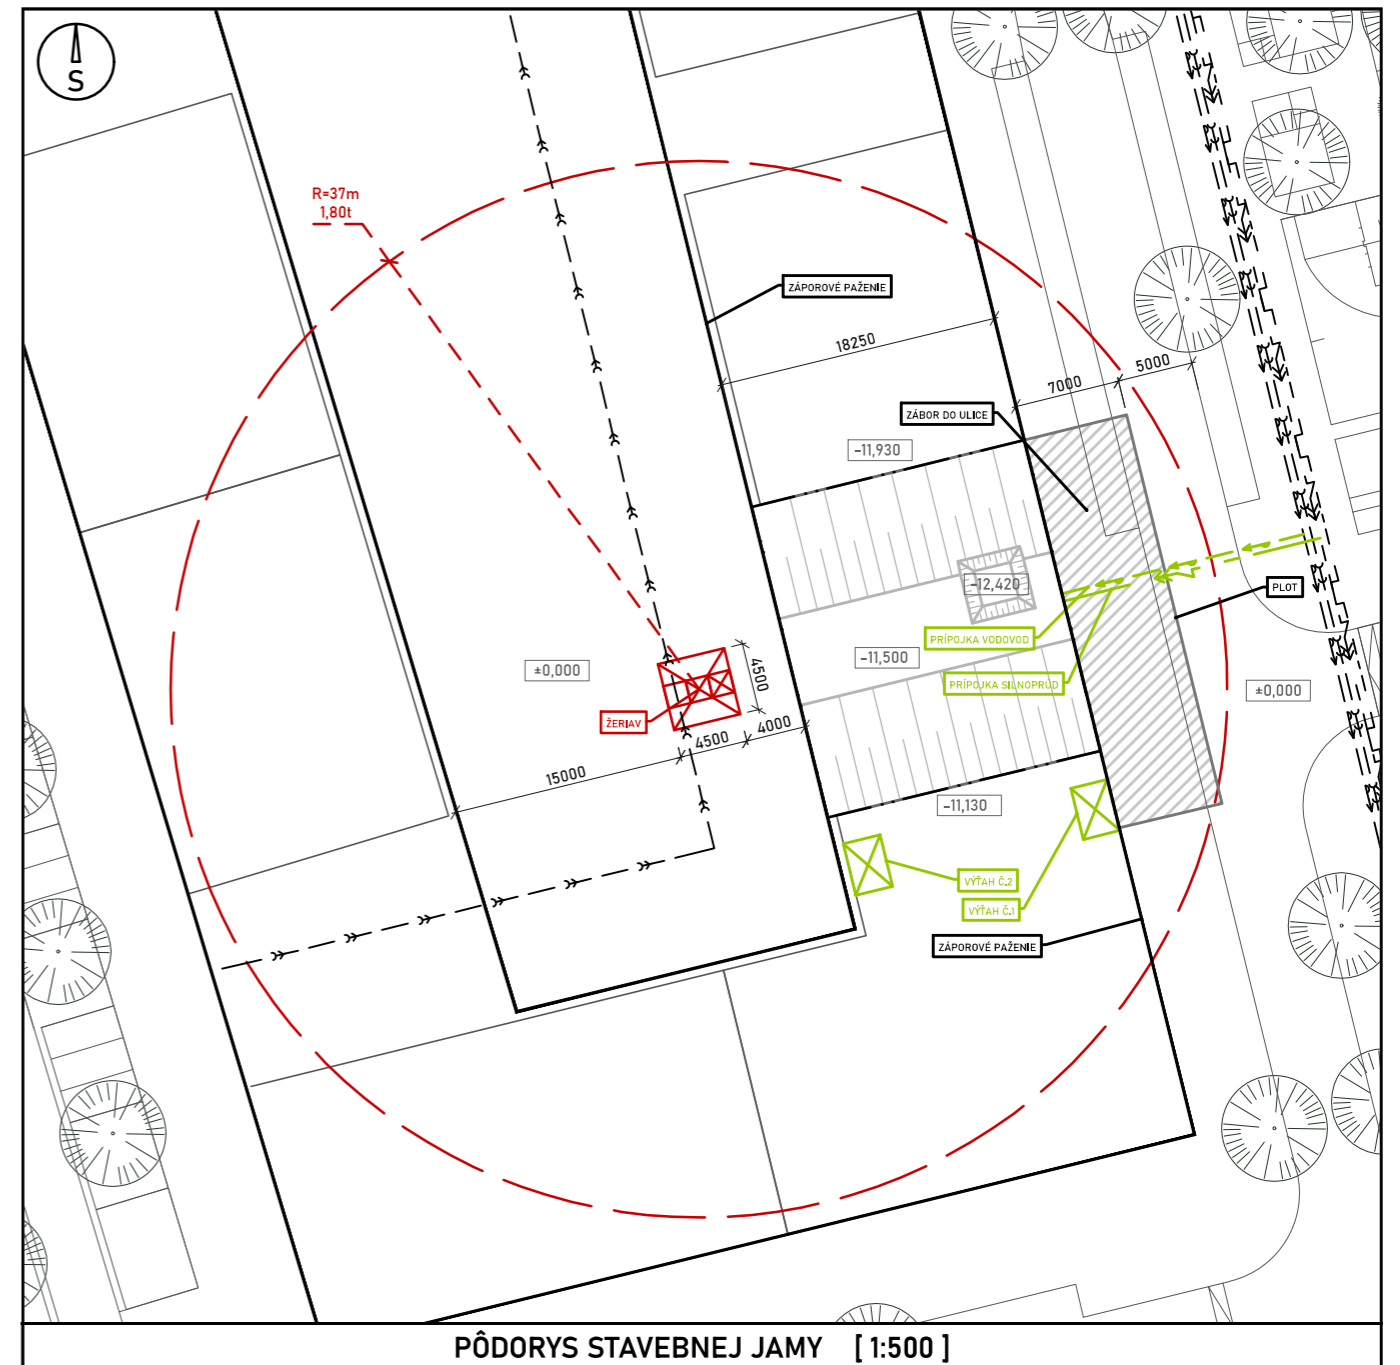 S
R=37m
1,80t
ZÁPOROVÉ PAŽENIE
18250
5000
7000
ZÁBOR DO ULICE
-11,930
-12,420
PLOT
PRÍPOJKA VODOVOD
-11,500
±0,000
4500
PRÍPOJKA SILNOPRÚD
±0,000
ŽERIAV
4000
4500
15000
-11,130
VÝŤAH Č.2
VÝŤAH Č.1
ZÁPOROVÉ PAŽENIE
PÔDORYS STAVEBNEJ JAMY [ 1:500 ]